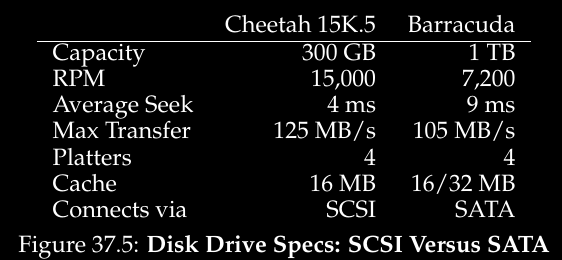 Cheetah 15K.5 Barracuda
Capacity 300 GB 1 TB
RPM 15,000 7,200
Average Seek 4 ms 9 ms
Max Transfer 125 MB/s 105 MB/s
Platters 4 4
Cache 16 MB 16/32 MB
Connects via SCSI SATA
Figure 37.5: Disk Drive Specs: SCSI Versus SATA